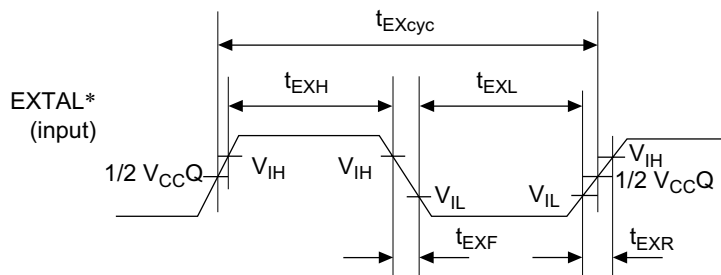 tEXcyc
tEXH
tEXL
EXTAL*
(input)
1/2 VCCQ
VIH
VIH
VIL
VIL
VIH
1/2 VCCQ
tEXF
tEXR